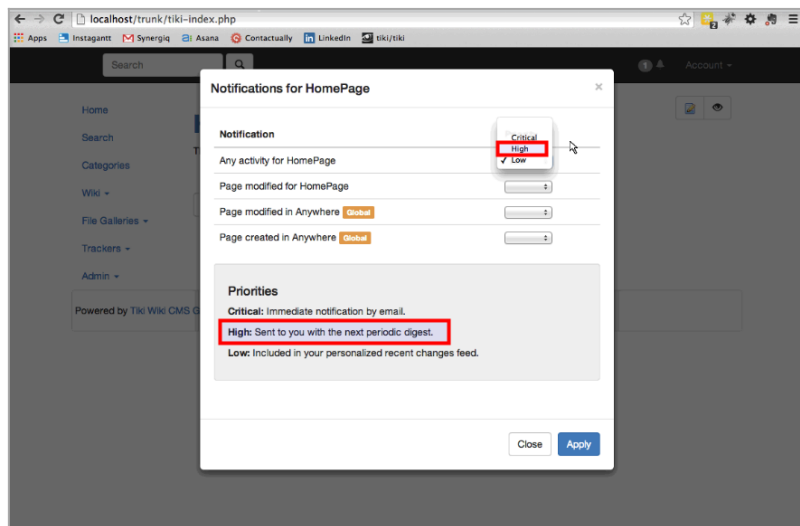 localhost/trunk/tiki-index.php
Apps Instagantt Synergiq Asana Contactually LinkedIn tiki/tiki
Search 1 Account
Notifications for HomePage ×
Home
Search
Categories
Wiki
File Galleries
Trackers
Admin
Powered by Tiki Wiki CMS G
Notification
Critical
High
Any activity for HomePage ✓ Low
Page modified for HomePage
Page modified in Anywhere Global
Page created in Anywhere Global
Priorities
Critical: Immediate notification by email.
High: Sent to you with the next periodic digest.
Low: Included in your personalized recent changes feed.
Close Apply